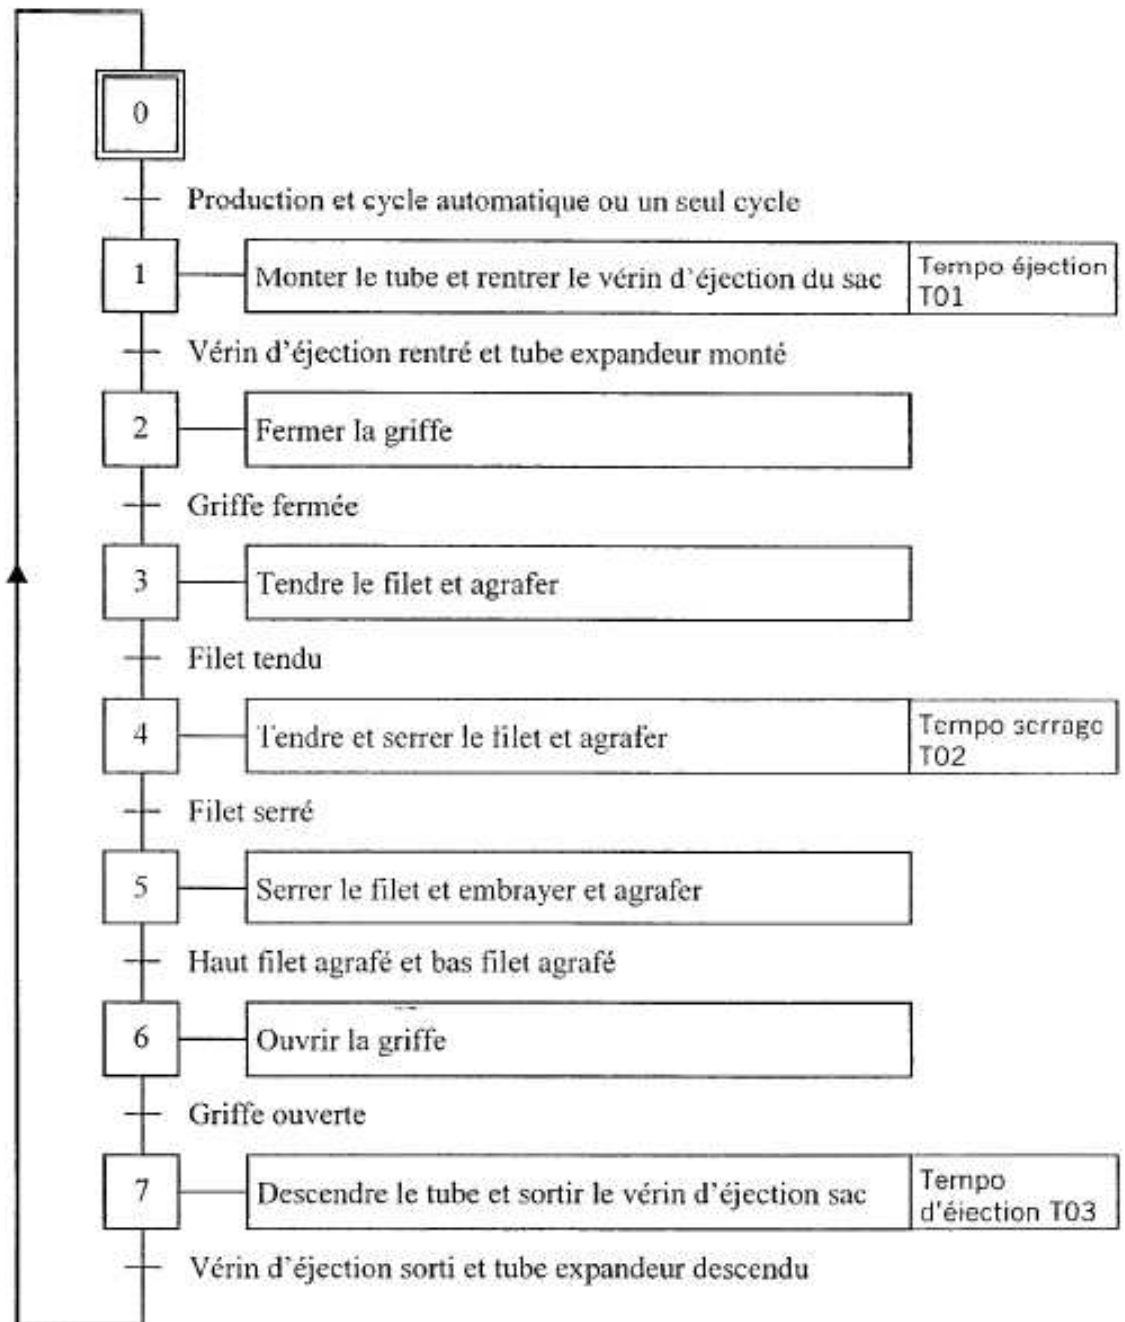 0
Production et cycle automatique ou un seul cycle
1
Monter le tube et rentrer le vérin d'éjection du sac
Tempo éjection
T01
Vérin d'éjection rentré et tube expandeur monté
2
Fermer la griffe
Griffe fermée
3
Tendre le filet et agrafer
Filet tendu
4
Tendre et serrer le filet et agrafer
Tempo serrage
T02
Filet serré
5
Serrer le filet et embrayer et agrafer
Haut filet agrafé et bas filet agrafé
6
Ouvrir la griffe
Griffe ouverte
7
Descendre le tube et sortir le vérin d'éjection sac
Tempo
d'éjection T03
Vérin d'éjection sorti et tube expandeur descendu